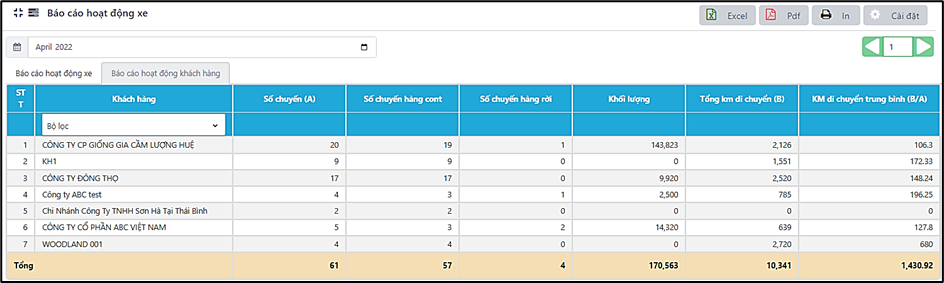 Báo cáo hoạt động xe Excel Pdf In Cài đặt
April 2022 1
Báo cáo hoạt động xe Báo cáo hoạt động khách hàng
STT Khách hàng Số chuyến (A) Số chuyến hàng cont Số chuyến hàng rời Khối lượng Tổng km di chuyển (B) KM di chuyển trung bình (B/A)
Bộ lọc
1 CÔNG TY CP GIỐNG GIA CẦM LƯỢNG HUỆ 20 19 1 143,823 2,126 106.3
2 KH1 9 9 0 0 1,551 172.33
3 CÔNG TY ĐÔNG THỌ 17 17 0 9,920 2,520 148.24
4 Công ty ABC test 4 3 1 2,500 785 196.25
5 Chi Nhánh Công Ty TNHH Sơn Hà Tại Thái Bình 2 2 0 0 0 0
6 CÔNG TY CỔ PHẦN ABC VIỆT NAM 5 3 2 14,320 639 127.8
7 WOODLAND 001 4 4 0 0 2,720 680
Tổng 61 57 4 170,563 10,341 1,430.92